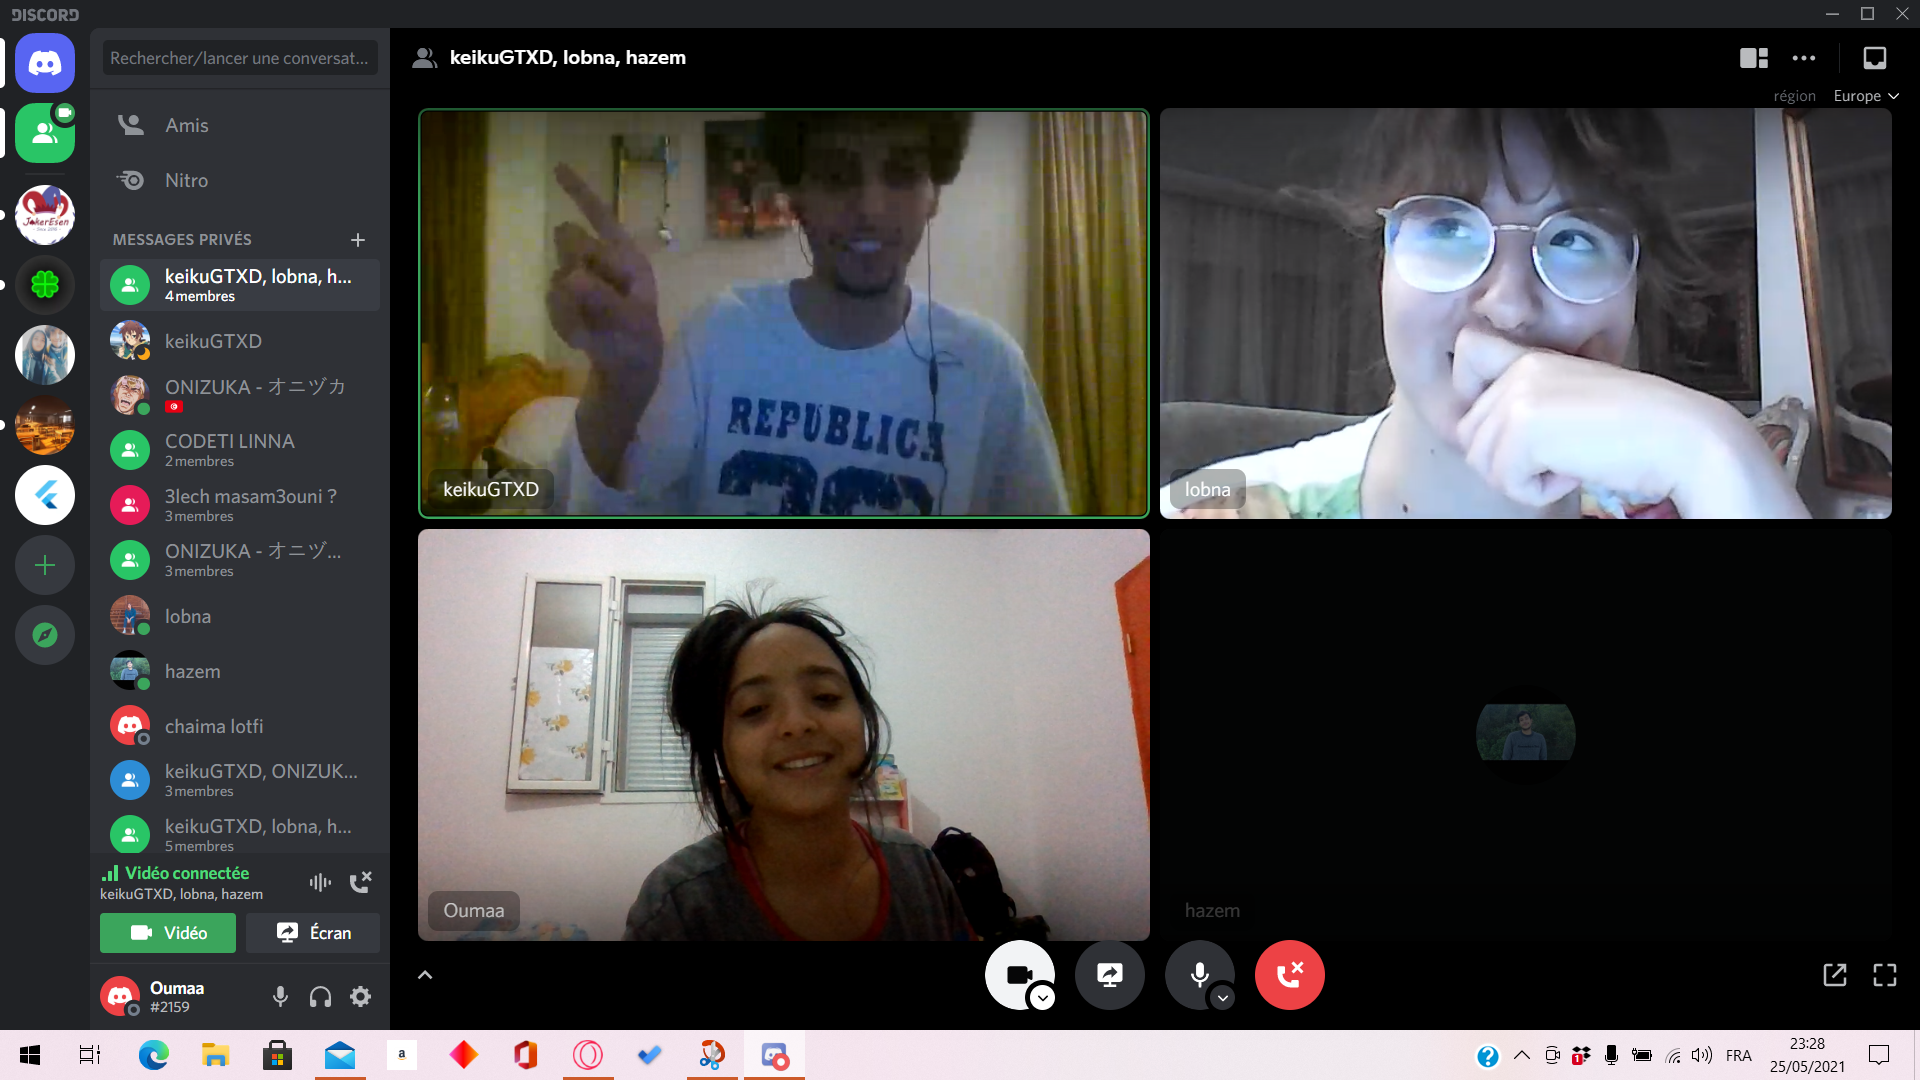 DISCORD
Rechercher/lancer une conversat...
Amis
Nitro
MESSAGES PRIVÉS
keikuGTXD, lobna, h...
4 membres
keikuGTXD
ONIZUKA - オニヅカ
CODETI LINNA
2 membres
3lech masam3ouni ?
3 membres
ONIZUKA - オニヅ...
3 membres
lobna
hazem
chaima lotfi
keikuGTXD, ONIZUK...
3 membres
keikuGTXD, lobna, h...
5 membres
Vidéo connectée
keikuGTXD, lobna, hazem
Vidéo
Écran
Oumaa
#2159
keikuGTXD, lobna, hazem
région
Europe
REPUBLICA
keikuGTXD
lobna
Oumaa
hazem
JokerEsen
a
1
FRA
23:28
25/05/2021